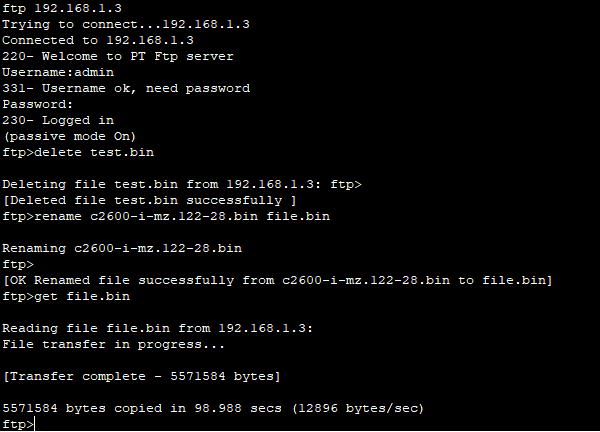 ftp 192.168.1.3
Trying to connect...192.168.1.3
Connected to 192.168.1.3
220- Welcome to PT Ftp server
Username:admin
331- Username ok, need password
Password:
230- Logged in
(passive mode On)
ftp>delete test.bin
Deleting file test.bin from 192.168.1.3: ftp>
[Deleted file test.bin successfully ]
ftp>rename c2600-i-mz.122-28.bin file.bin
Renaming c2600-i-mz.122-28.bin
ftp>
[OK Renamed file successfully from c2600-i-mz.122-28.bin to file.bin]
ftp>get file.bin
Reading file file.bin from 192.168.1.3:
File transfer in progress...
[Transfer complete - 5571584 bytes]
5571584 bytes copied in 98.988 secs (12896 bytes/sec)
ftp>